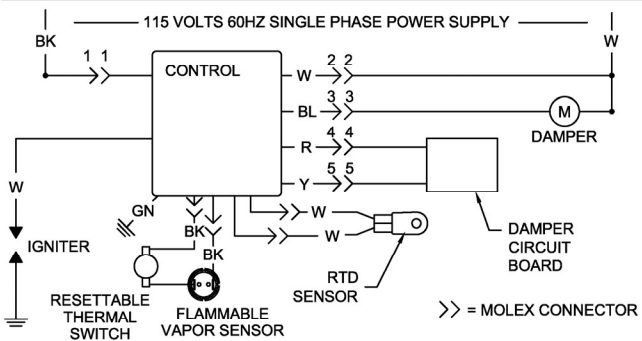 115 VOLTS 60HZ SINGLE PHASE POWER SUPPLY
BK
W
1 1
CONTROL
W
2 2
BL
3 3
M
DAMPER
R
4 4
Y
5 5
W
IGNITER
GN
BK
BK
W
W
DAMPER
CIRCUIT
BOARD
RTD
SENSOR
RESETTABLE
THERMAL
SWITCH
FLAMMABLE
VAPOR SENSOR
= MOLEX CONNECTOR